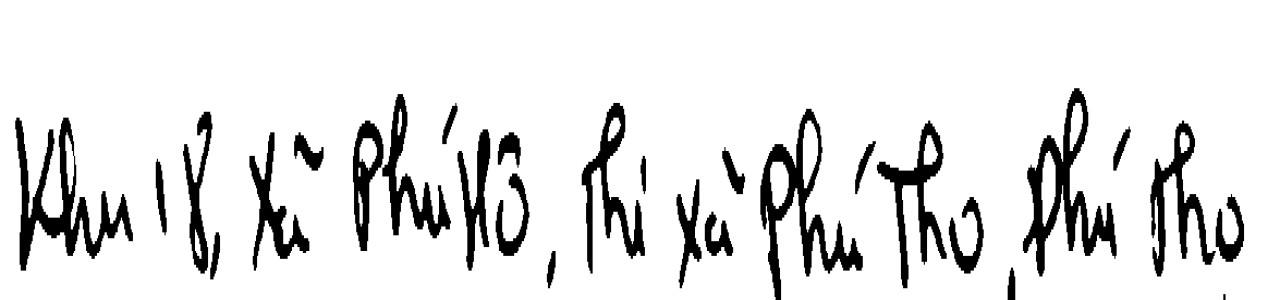 Khu 18, Xã Phú Hộ, Thị xã Phú Thọ, Phú Thọ